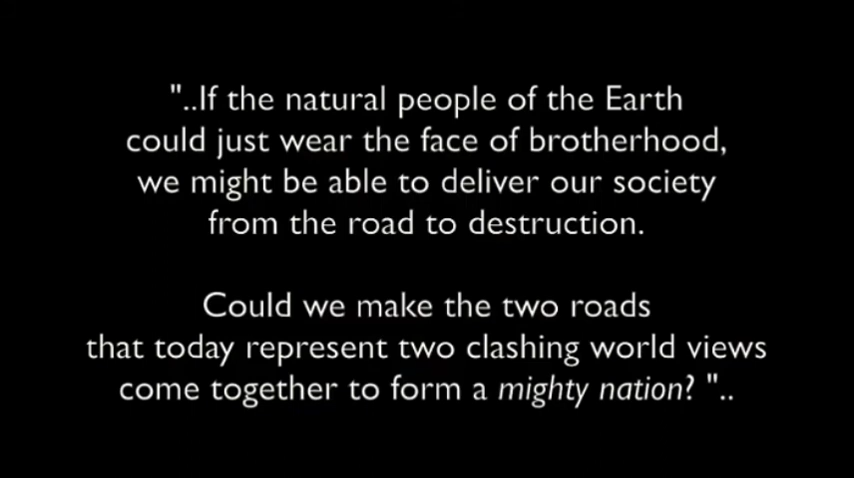 "..If the natural people of the Earth
could just wear the face of brotherhood,
we might be able to deliver our society
from the road to destruction.
Could we make the two roads
that today represent two clashing world views
come together to form a mighty nation? "..